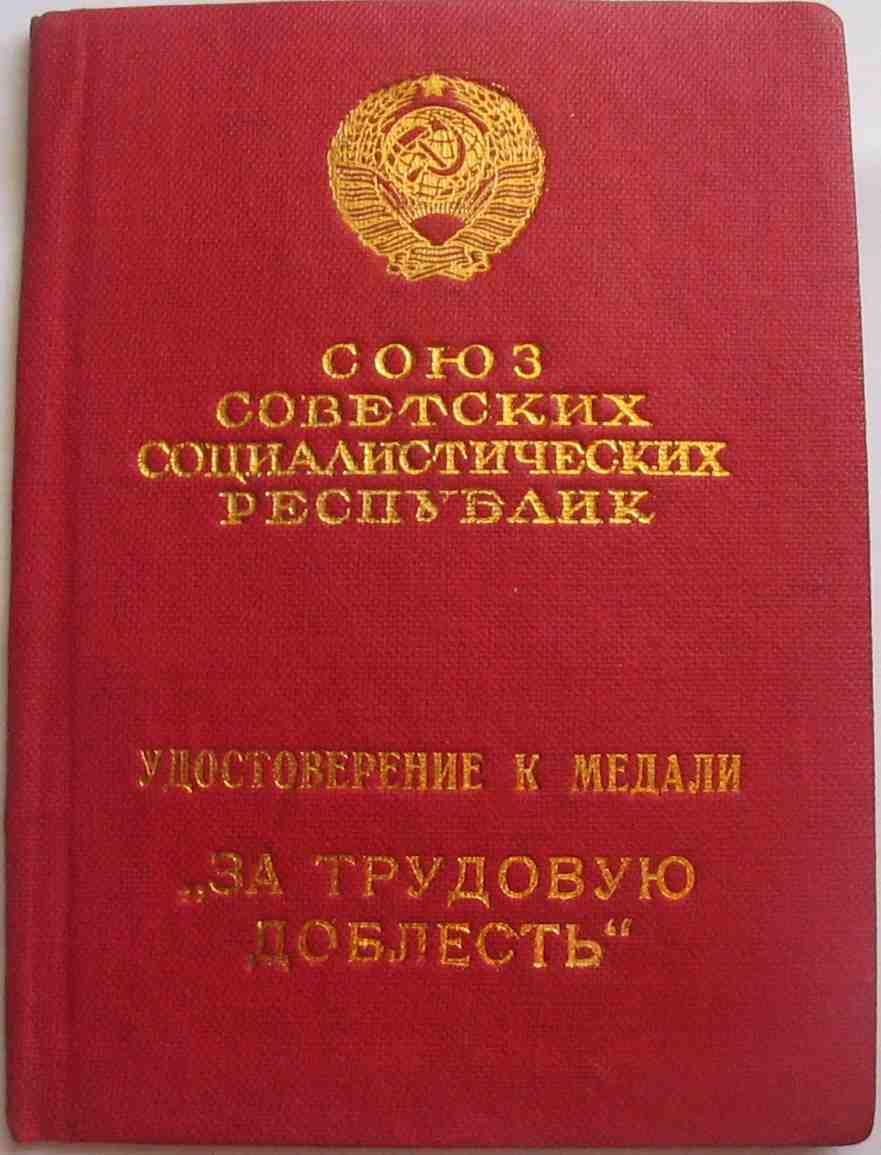 СОЮЗ
СОВЕТСКИХ
СОЦИАЛИСТИЧЕСКИХ
РЕСПУБЛИК
УДОСТОВЕРЕНИЕ К МЕДАЛИ
„ЗА ТРУДОВУЮ
ДОБЛЕСТЬ“